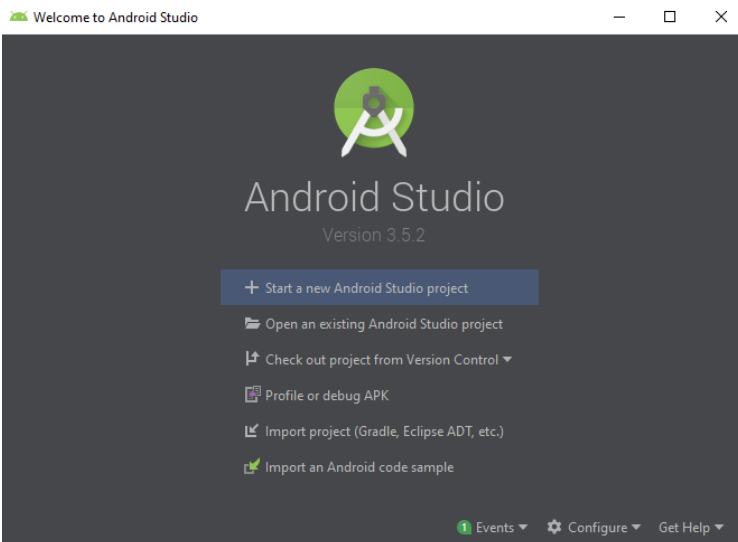 Welcome to Android Studio
Android Studio
Version 3.5.2
Start a new Android Studio project
Open an existing Android Studio project
Check out project from Version Control
Profile or debug APK
Import project (Gradle, Eclipse ADT, etc.)
Import an Android code sample
1 Events Configure Get Help